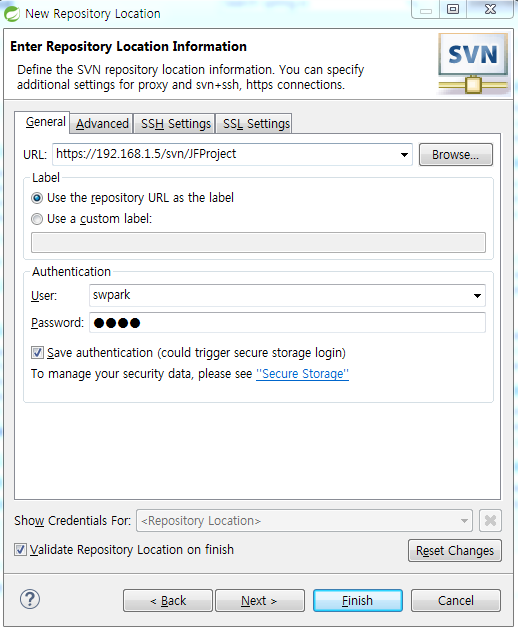 New Repository Location
Enter Repository Location Information
Define the SVN repository location information. You can specify
additional settings for proxy and svn+ssh, https connections.
SVN
General Advanced SSH Settings SSL Settings
URL: https://192.168.1.5/svn/JFProject Browse...
Label
Use the repository URL as the label
Use a custom label:
Authentication
User: swpark
Password: ●●●●
Save authentication (could trigger secure storage login)
To manage your security data, please see "Secure Storage"
Show Credentials For: <Repository Location>
Validate Repository Location on finish
Reset Changes
? < Back Next > Finish Cancel